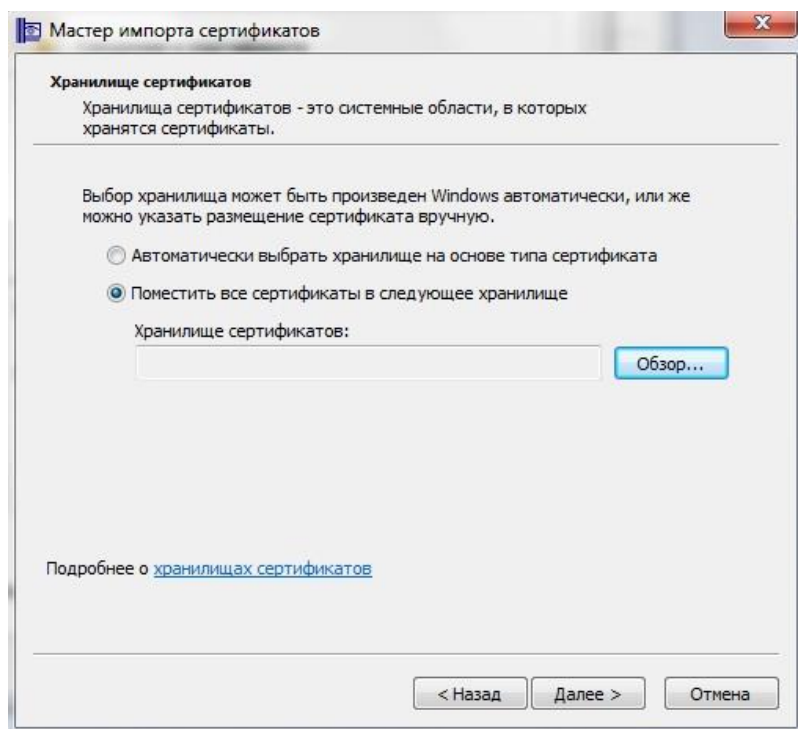 Мастер импорта сертификатов
Хранилище сертификатов
Хранилища сертификатов - это системные области, в которых
хранятся сертификаты.
Выбор хранилища может быть произведен Windows автоматически, или же
можно указать размещение сертификата вручную.
Автоматически выбрать хранилище на основе типа сертификата
Поместить все сертификаты в следующее хранилище
Хранилище сертификатов:
Обзор...
Подробнее о хранилищах сертификатов
< Назад Далее > Отмена